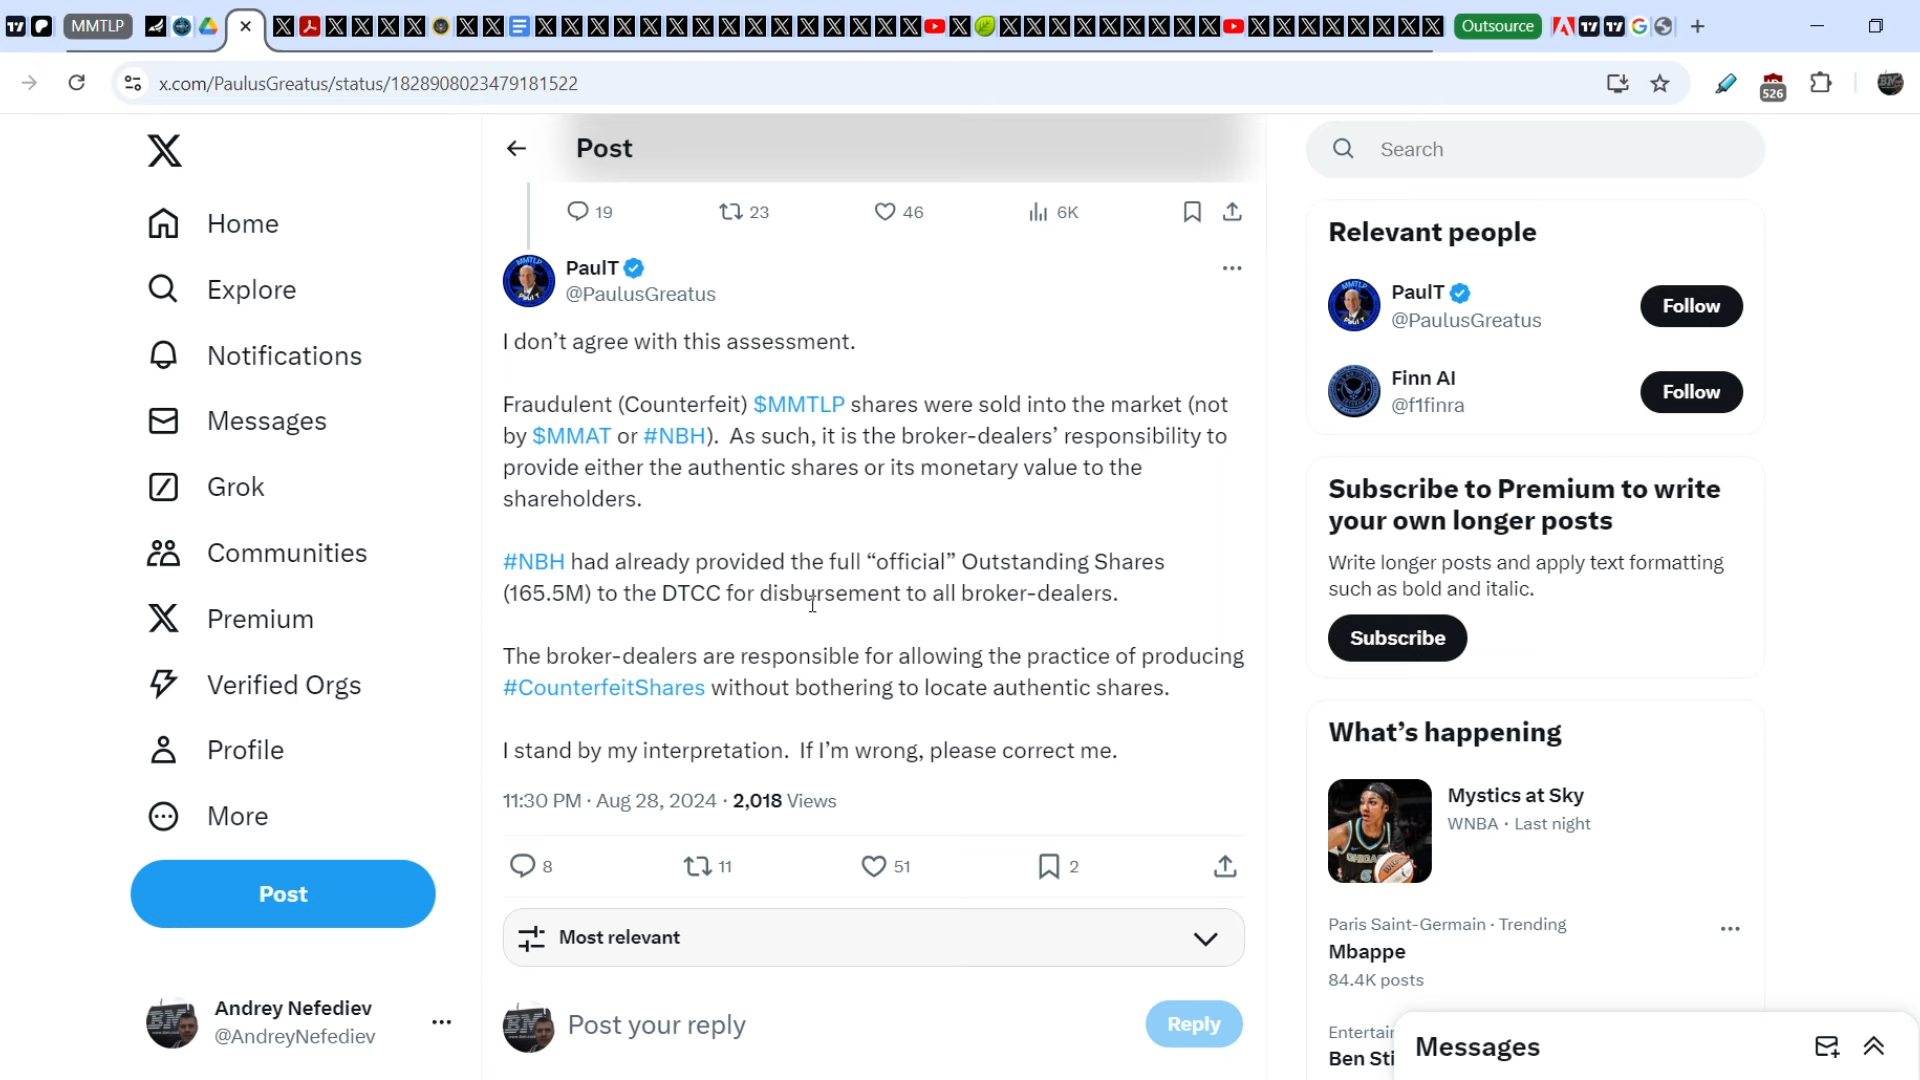 MMTLP
Outsource
x.com/PaulusGreatus/status/1828908023479181522
526
Home
Explore
Notifications
Messages
Grok
Communities
Premium
Verified Orgs
Profile
More
Post
Andrey Nefediev
@AndreyNefediev
Post
19 23 46 6K
PaulT
@PaulusGreatus
I don’t agree with this assessment.
Fraudulent (Counterfeit) $MMTLP shares were sold into the market (not
by $MMAT or #NBH). As such, it is the broker-dealers’ responsibility to
provide either the authentic shares or its monetary value to the
shareholders.
#NBH had already provided the full “official” Outstanding Shares
(165.5M) to the DTCC for disbursement to all broker-dealers.
The broker-dealers are responsible for allowing the practice of producing
#CounterfeitShares without bothering to locate authentic shares.
I stand by my interpretation. If I’m wrong, please correct me.
11:30 PM · Aug 28, 2024 · 2,018 Views
8 11 51 2
Most relevant
Post your reply
Reply
Search
Relevant people
PaulT
@PaulusGreatus
Follow
Finn AI
@f1finra
Follow
Subscribe to Premium to write
your own longer posts
Write longer posts and apply text formatting
such as bold and italic.
Subscribe
What’s happening
Mystics at Sky
WNBA · Last night
Paris Saint-Germain · Trending
Mbappe
84.4K posts
Entertai
Ben Sti
Messages